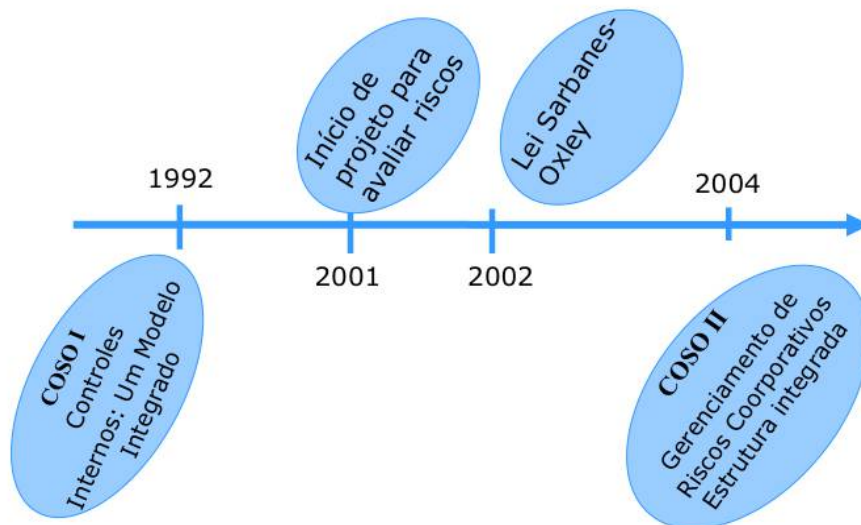 1992
COSO I
Controles
Internos: Um Modelo
Integrado
Início de
projeto para
avaliar riscos
2001
Lei Sarbanes-
Oxley
2002
2004
COSO II
Gerenciamento de
Riscos Coorporativos
Estrutura integrada